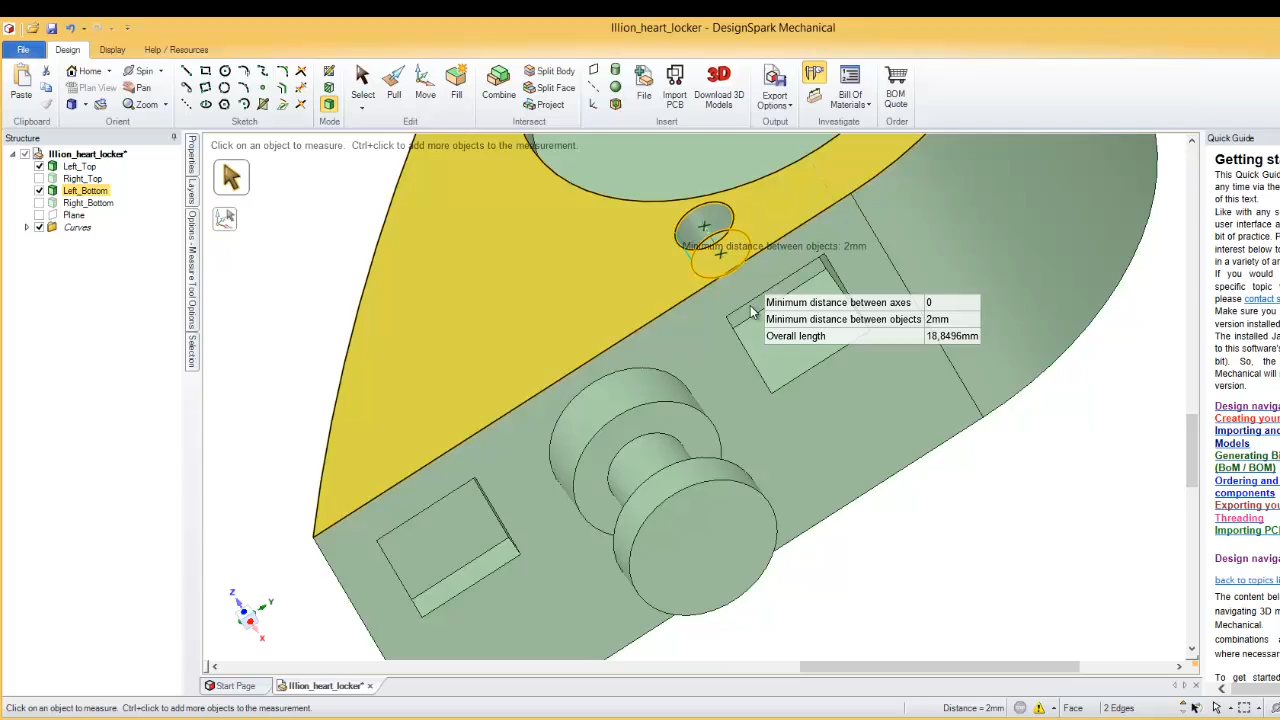 Illion_heart_locker - DesignSpark Mechanical
File Design Display Help / Resources
Paste
Clipboard
Home
Plan View
Spin
Pan
Zoom
Orient
Sketch
Mode
Select
Pull
Move
Fill
Edit
Combine
Split Body
Split Face
Project
Intersect
File
Import
PCB
Download 3D
Models
Insert
Export
Options
Output
Bill Of
Materials
Investigate
BOM
Quote
Order
Structure
Illion_heart_locker*
Left_Top
Right_Top
Left_Bottom
Right_Bottom
Plane
Curves
Properties
Layers
Options - Measure Tool Options
Selection
Click on an object to measure. Ctrl+click to add more objects to the measurement.
Minimum distance between objects: 2mm
Minimum distance between axes 0
Minimum distance between objects 2mm
Overall length 18,8496mm
Z
Y
X
Quick Guide
Getting st
This Quick Guid
any time via the
of this text.
Like with any s
user interface a
bit of practice. F
interest below to
in a variety of ar
If you would
specific topic
please contact s
Make sure you
version installed
The installed Ja
to this software's
bit). So, the
Mechanical will
version.
Design naviga
Creating your
Importing and
Models
Generating Bi
(BoM / BOM)
Ordering and
components
Exporting you
Threading
Importing PC
Design naviga
back to topics li
The content bel
navigating 3D m
Mechanical.
combinations a
where necessar
To get started
Start Page Illion_heart_locker* x
Click on an object to measure. Ctrl+click to add more objects to the measurement.
Distance = 2mm Face 2 Edges